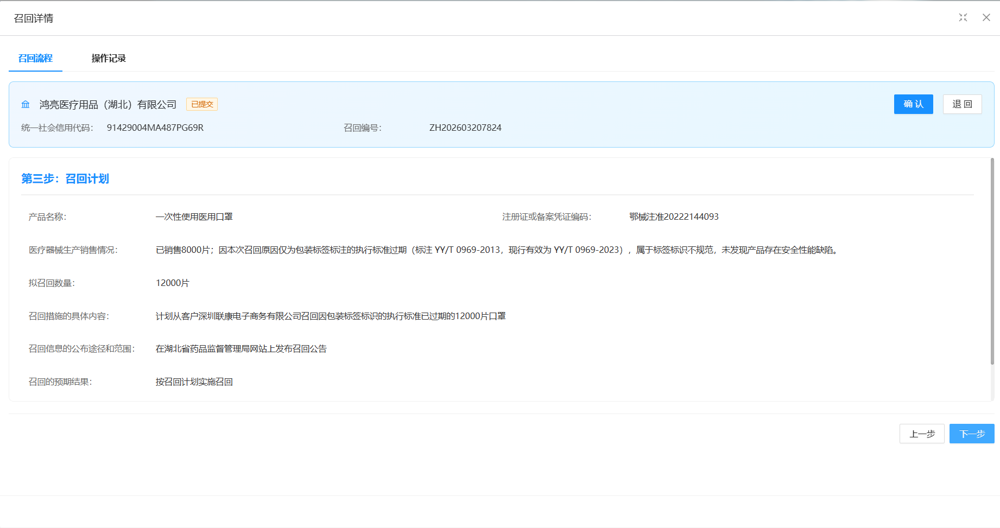 召回详情
召回流程 操作记录
鸿亮医疗用品（湖北）有限公司 已提交 确 认 退 回
统一社会信用代码： 91429004MA487PG69R 召回编号： ZH202603207824
第三步：召回计划
产品名称： 一次性使用医用口罩 注册证或备案凭证编码： 鄂械注准20222144093
医疗器械生产销售情况： 已销售8000片；因本次召回原因仅为包装标签标注的执行标准过期（标注 YY/T 0969-2013，现行有效为 YY/T 0969-2023），属于标签标识不规范，未发现产品存在安全性能缺陷。
拟召回数量： 12000片
召回措施的具体内容： 计划从客户深圳联康电子商务有限公司召回因包装标签标识的执行标准已过期的12000片口罩
召回信息的公布途径和范围： 在湖北省药品监督管理局网站上发布召回公告
召回的预期结果： 按召回计划实施召回
上一步 下一步